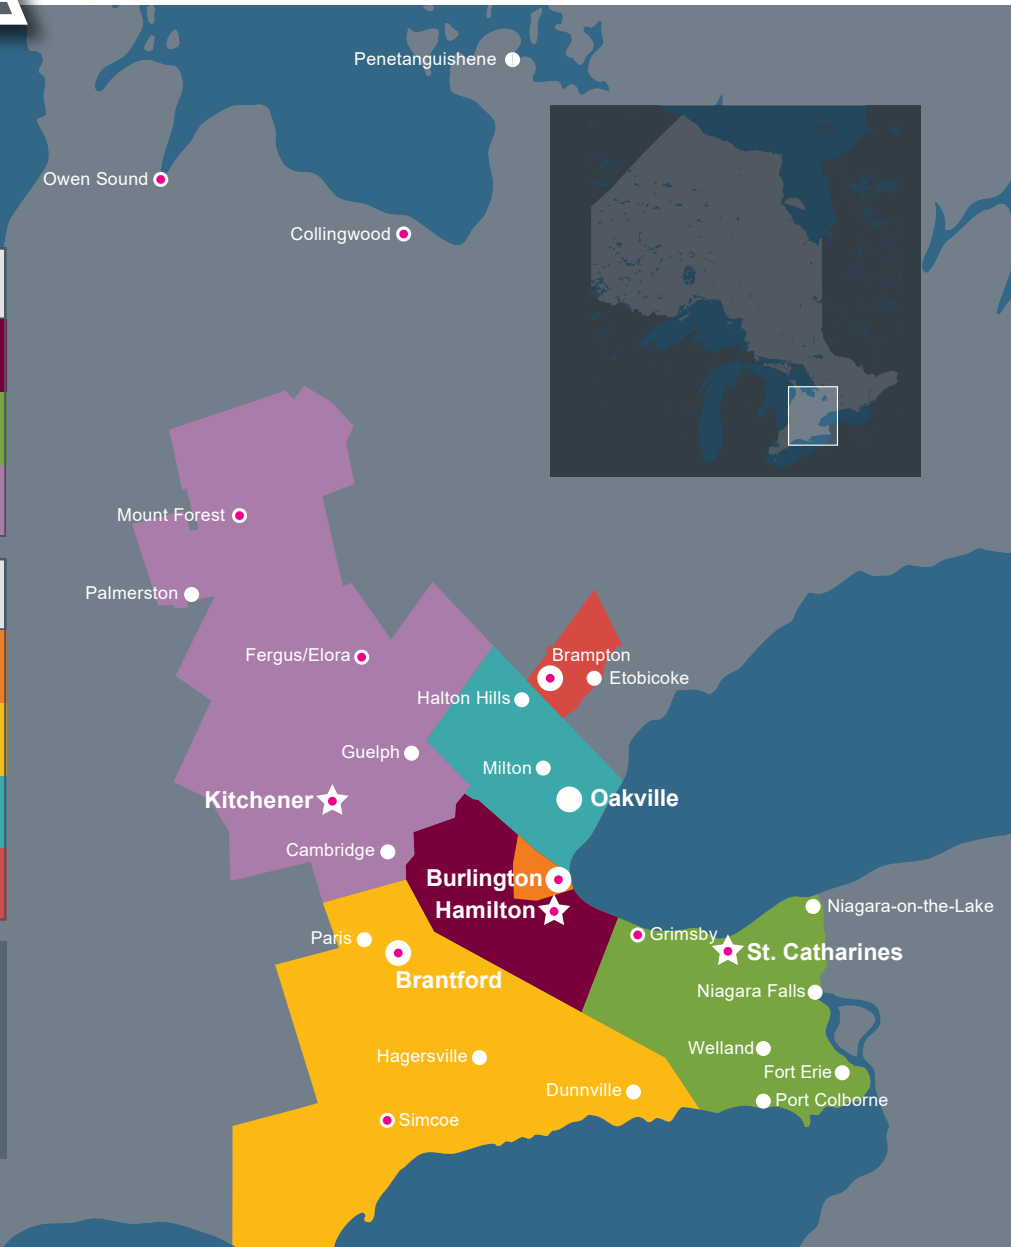 Penetanguishene
Owen Sound
Collingwood
Mount Forest
Palmerston
Fergus/Elora
Brampton
Etobicoke
Halton Hills
Guelph
Milton
Kitchener
Oakville
Cambridge
Burlington
Hamilton
Niagara-on-the-Lake
Grimsby
Paris
St. Catharines
Brantford
Niagara Falls
Welland
Hagersville
Fort Erie
Dunnville
Port Colborne
Simcoe